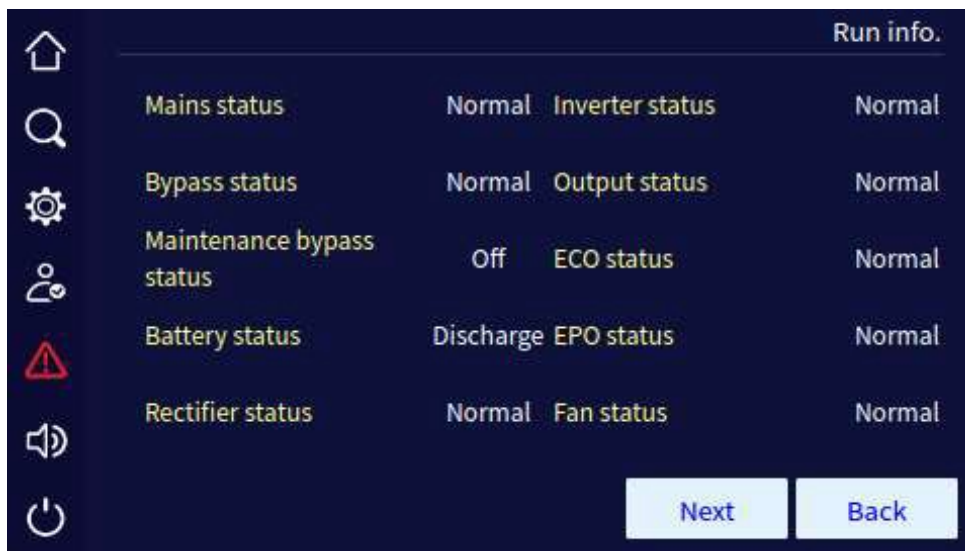 Run info.
Mains status Normal Inverter status Normal
Bypass status Normal Output status Normal
Maintenance bypass
status Off ECO status Normal
Battery status Discharge EPO status Normal
Rectifier status Normal Fan status Normal
Next Back